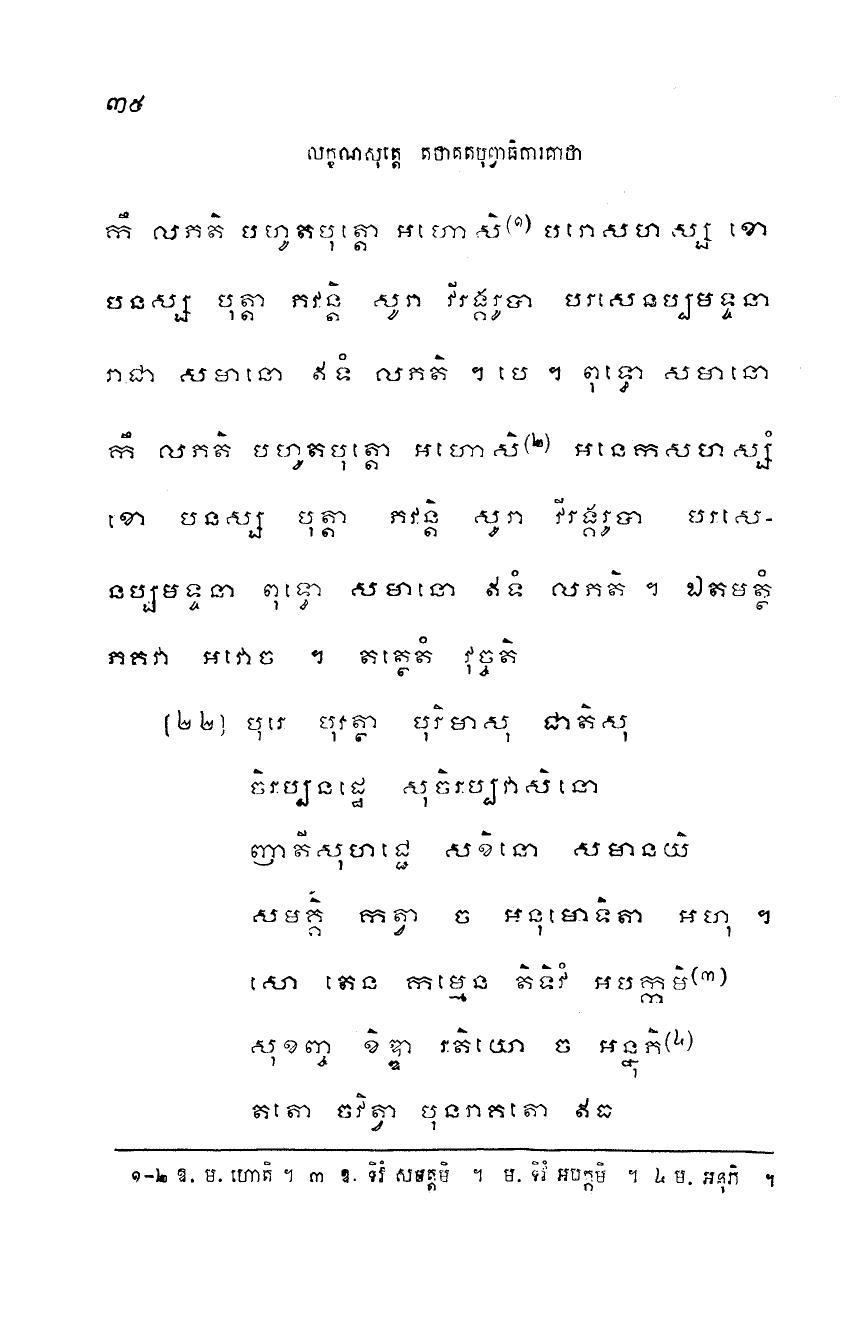 ៣៥
លក្ខណសុត្តេ តថាគតបុព្វាធិការគាថា
កឹ លភតិ បហូតបុត្តោ អហោសិ(១) បរោសហស្សុ ខោ
បនស្ស បុត្តា ភវន្តិ សូរា វីរង្គរូបា បរសេនប្បមទ្ទនា
រាជា សមានោ ឥទំ លភតិ ។ បេ ។ ពុទ្ធោ សមានោ
កឹ លភតិ បហូតបុត្តោ អហោសិ(២) អនេកសហស្សំ
ខោ បនស្ស បុត្តា ភវន្តិ សូរា វីរង្គរូបា បរសេ-
នប្បមទ្ទនា ពុទ្ធោ សមានោ ឥទំ លភតិ ។ ឯតមត្ថំ
ភគវា អវោច ។ តត្ថេតំ វុច្ចតិ
(២២) បុរេ បុរត្ថា បុរិមាសុ ជាតិសុ
ចិរប្បនដ្ឋេ សុចិរប្បវាសិនោ
ញាតីសុហជ្ជេ សខិនោ សមានយិ
សមគ្គឹ កត្វា ច អនុមោទិតា អហុ ។
សោ តេន កម្មេន តិទិវំ អបក្កមិ(៣)
សុខញ្ច ខិឌ្ឌា រតិយោ ច អន្នុភិ(៤)
តតោ ចវិត្វា បុនរាគតោ ឥធ
១-២ ឱ. ម. ហោតិ ។ ៣ ឱ. ទិវំ សមត្តមិ ។ ម. ទិវំ អបក្កមិ ។ ៤ ម. អនុភិ ។